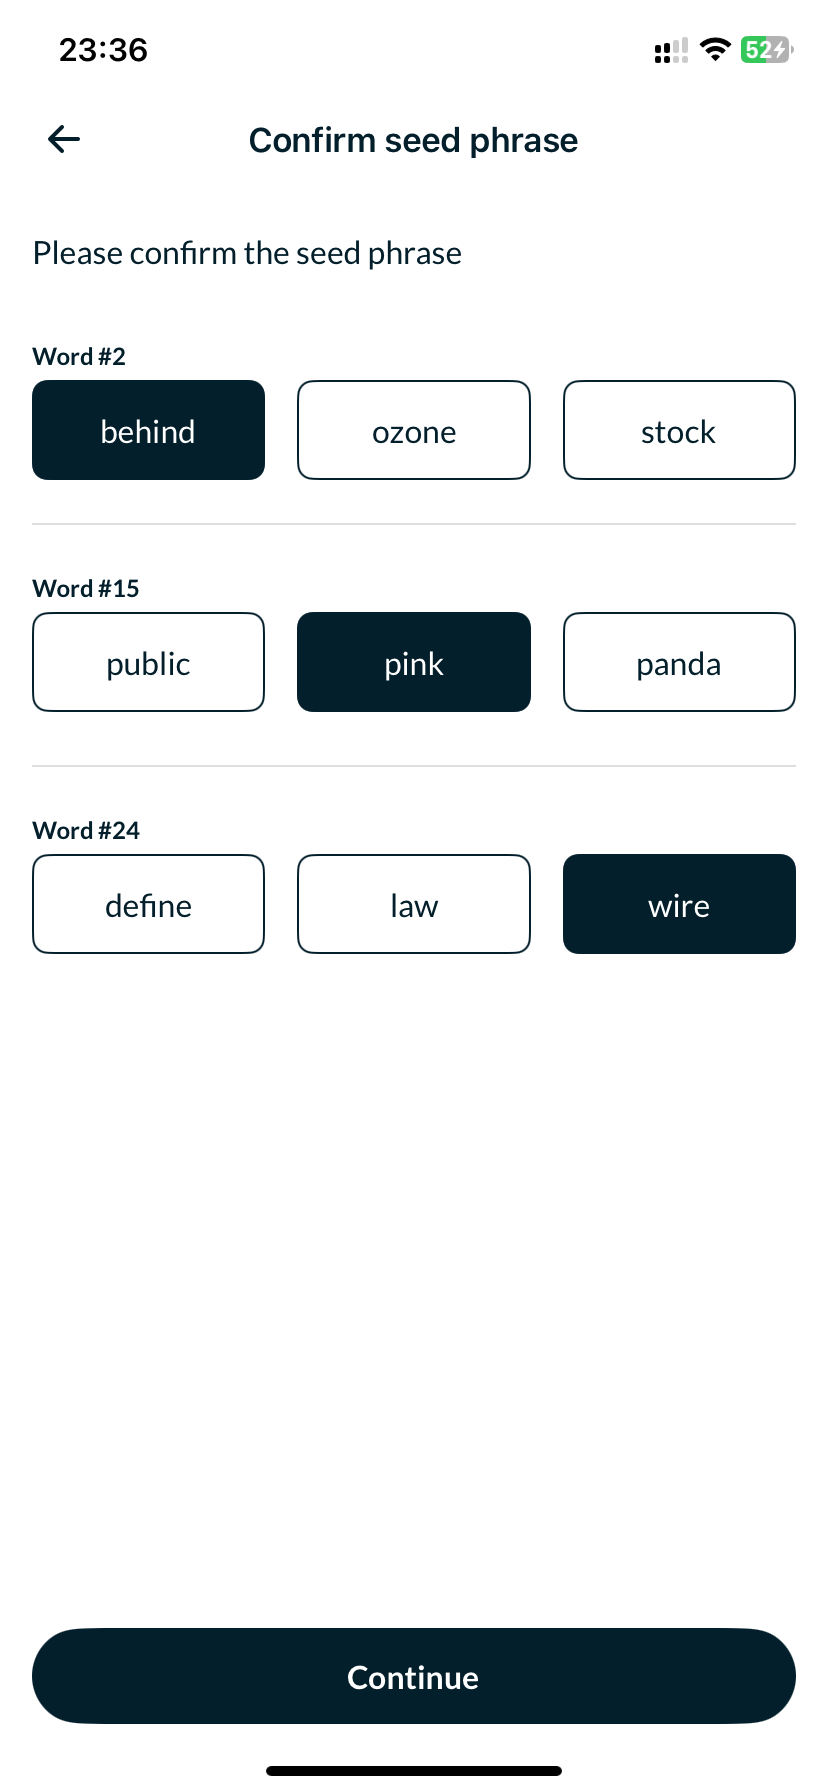 23:36
52
Confirm seed phrase
Please confirm the seed phrase
Word #2
behind ozone stock
Word #15
public pink panda
Word #24
define law wire
Continue